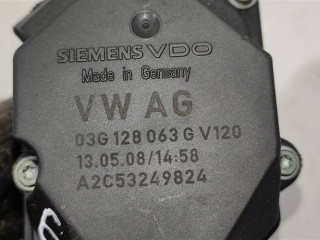 SIEMENS VDO
Made in Germany
VW AG
03G 128 063 G V120
13.05.08/14:58
A2C53249824